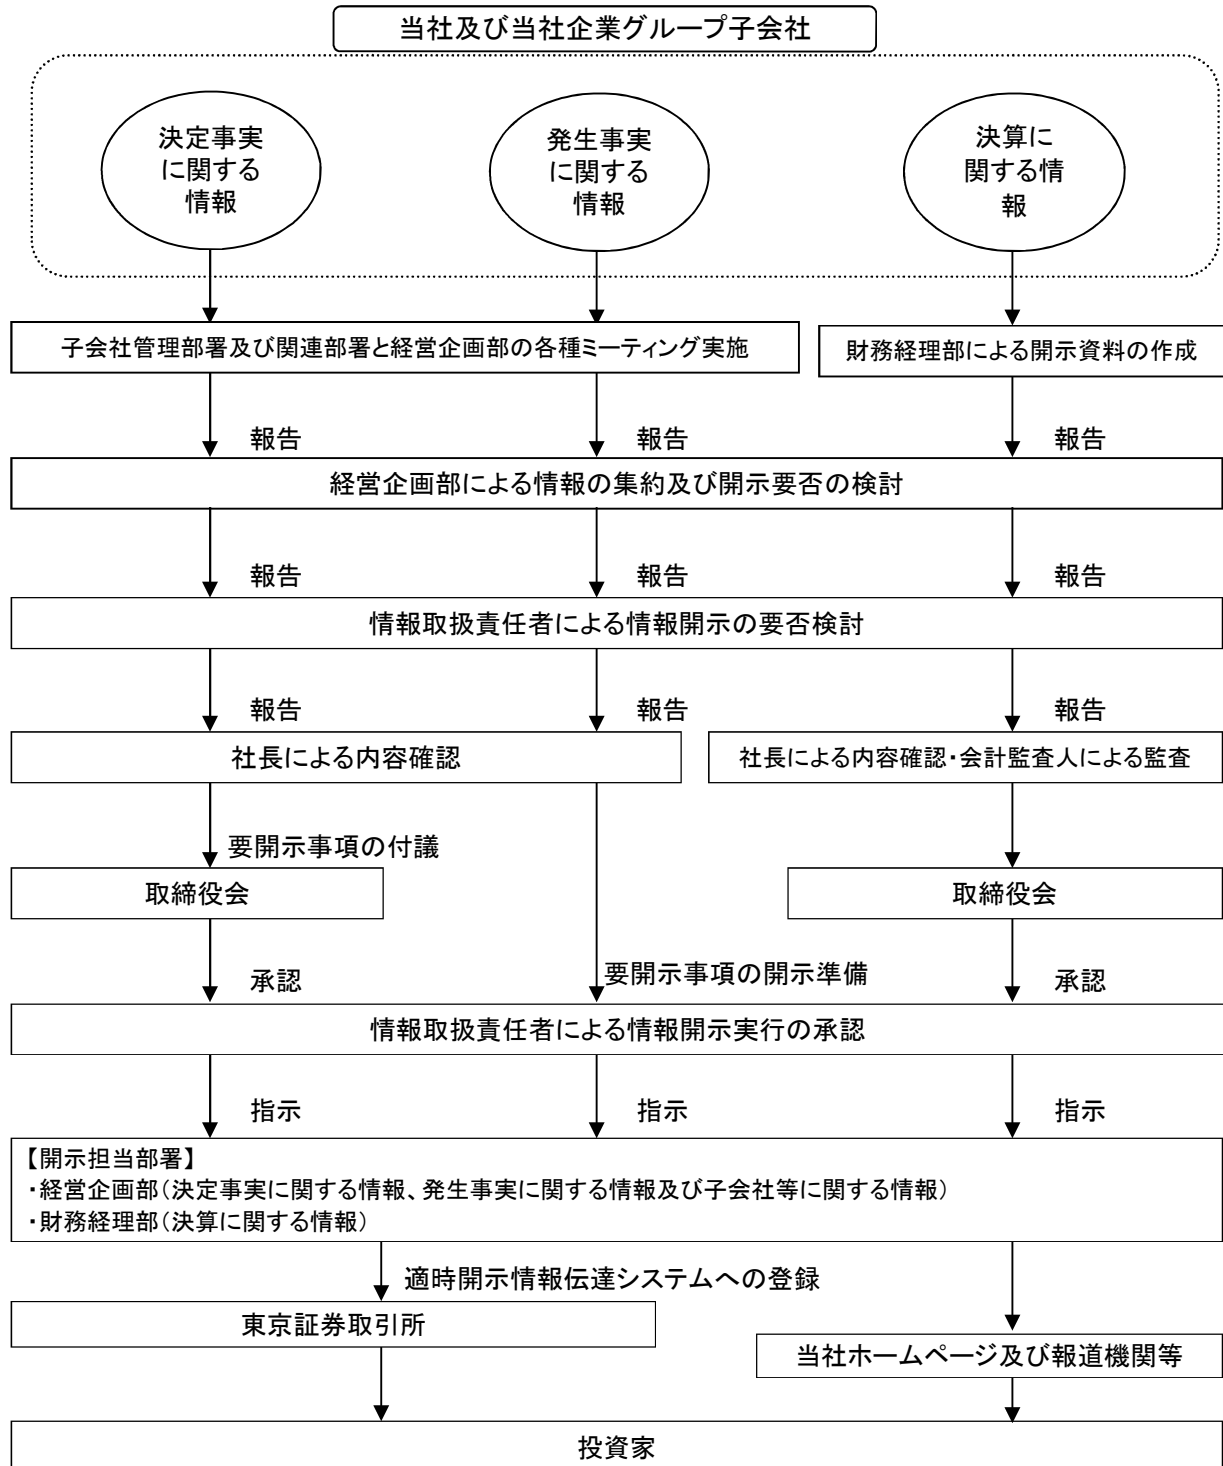 当社及び当社企業グループ子会社
決定事実
に関する
情報
発生事実
に関する
情報
決算に
関する情
報
子会社管理部署及び関連部署と経営企画部の各種ミーティング実施
財務経理部による開示資料の作成
報告
報告
報告
経営企画部による情報の集約及び開示要否の検討
報告
報告
報告
情報取扱責任者による情報開示の要否検討
報告
報告
報告
社長による内容確認
社長による内容確認・会計監査人による監査
要開示事項の付議
取締役会
取締役会
承認
要開示事項の開示準備
承認
情報取扱責任者による情報開示実行の承認
指示
指示
指示
【開示担当部署】
・経営企画部(決定事実に関する情報、発生事実に関する情報及び子会社等に関する情報)
・財務経理部(決算に関する情報)
適時開示情報伝達システムへの登録
東京証券取引所
当社ホームページ及び報道機関等
投資家